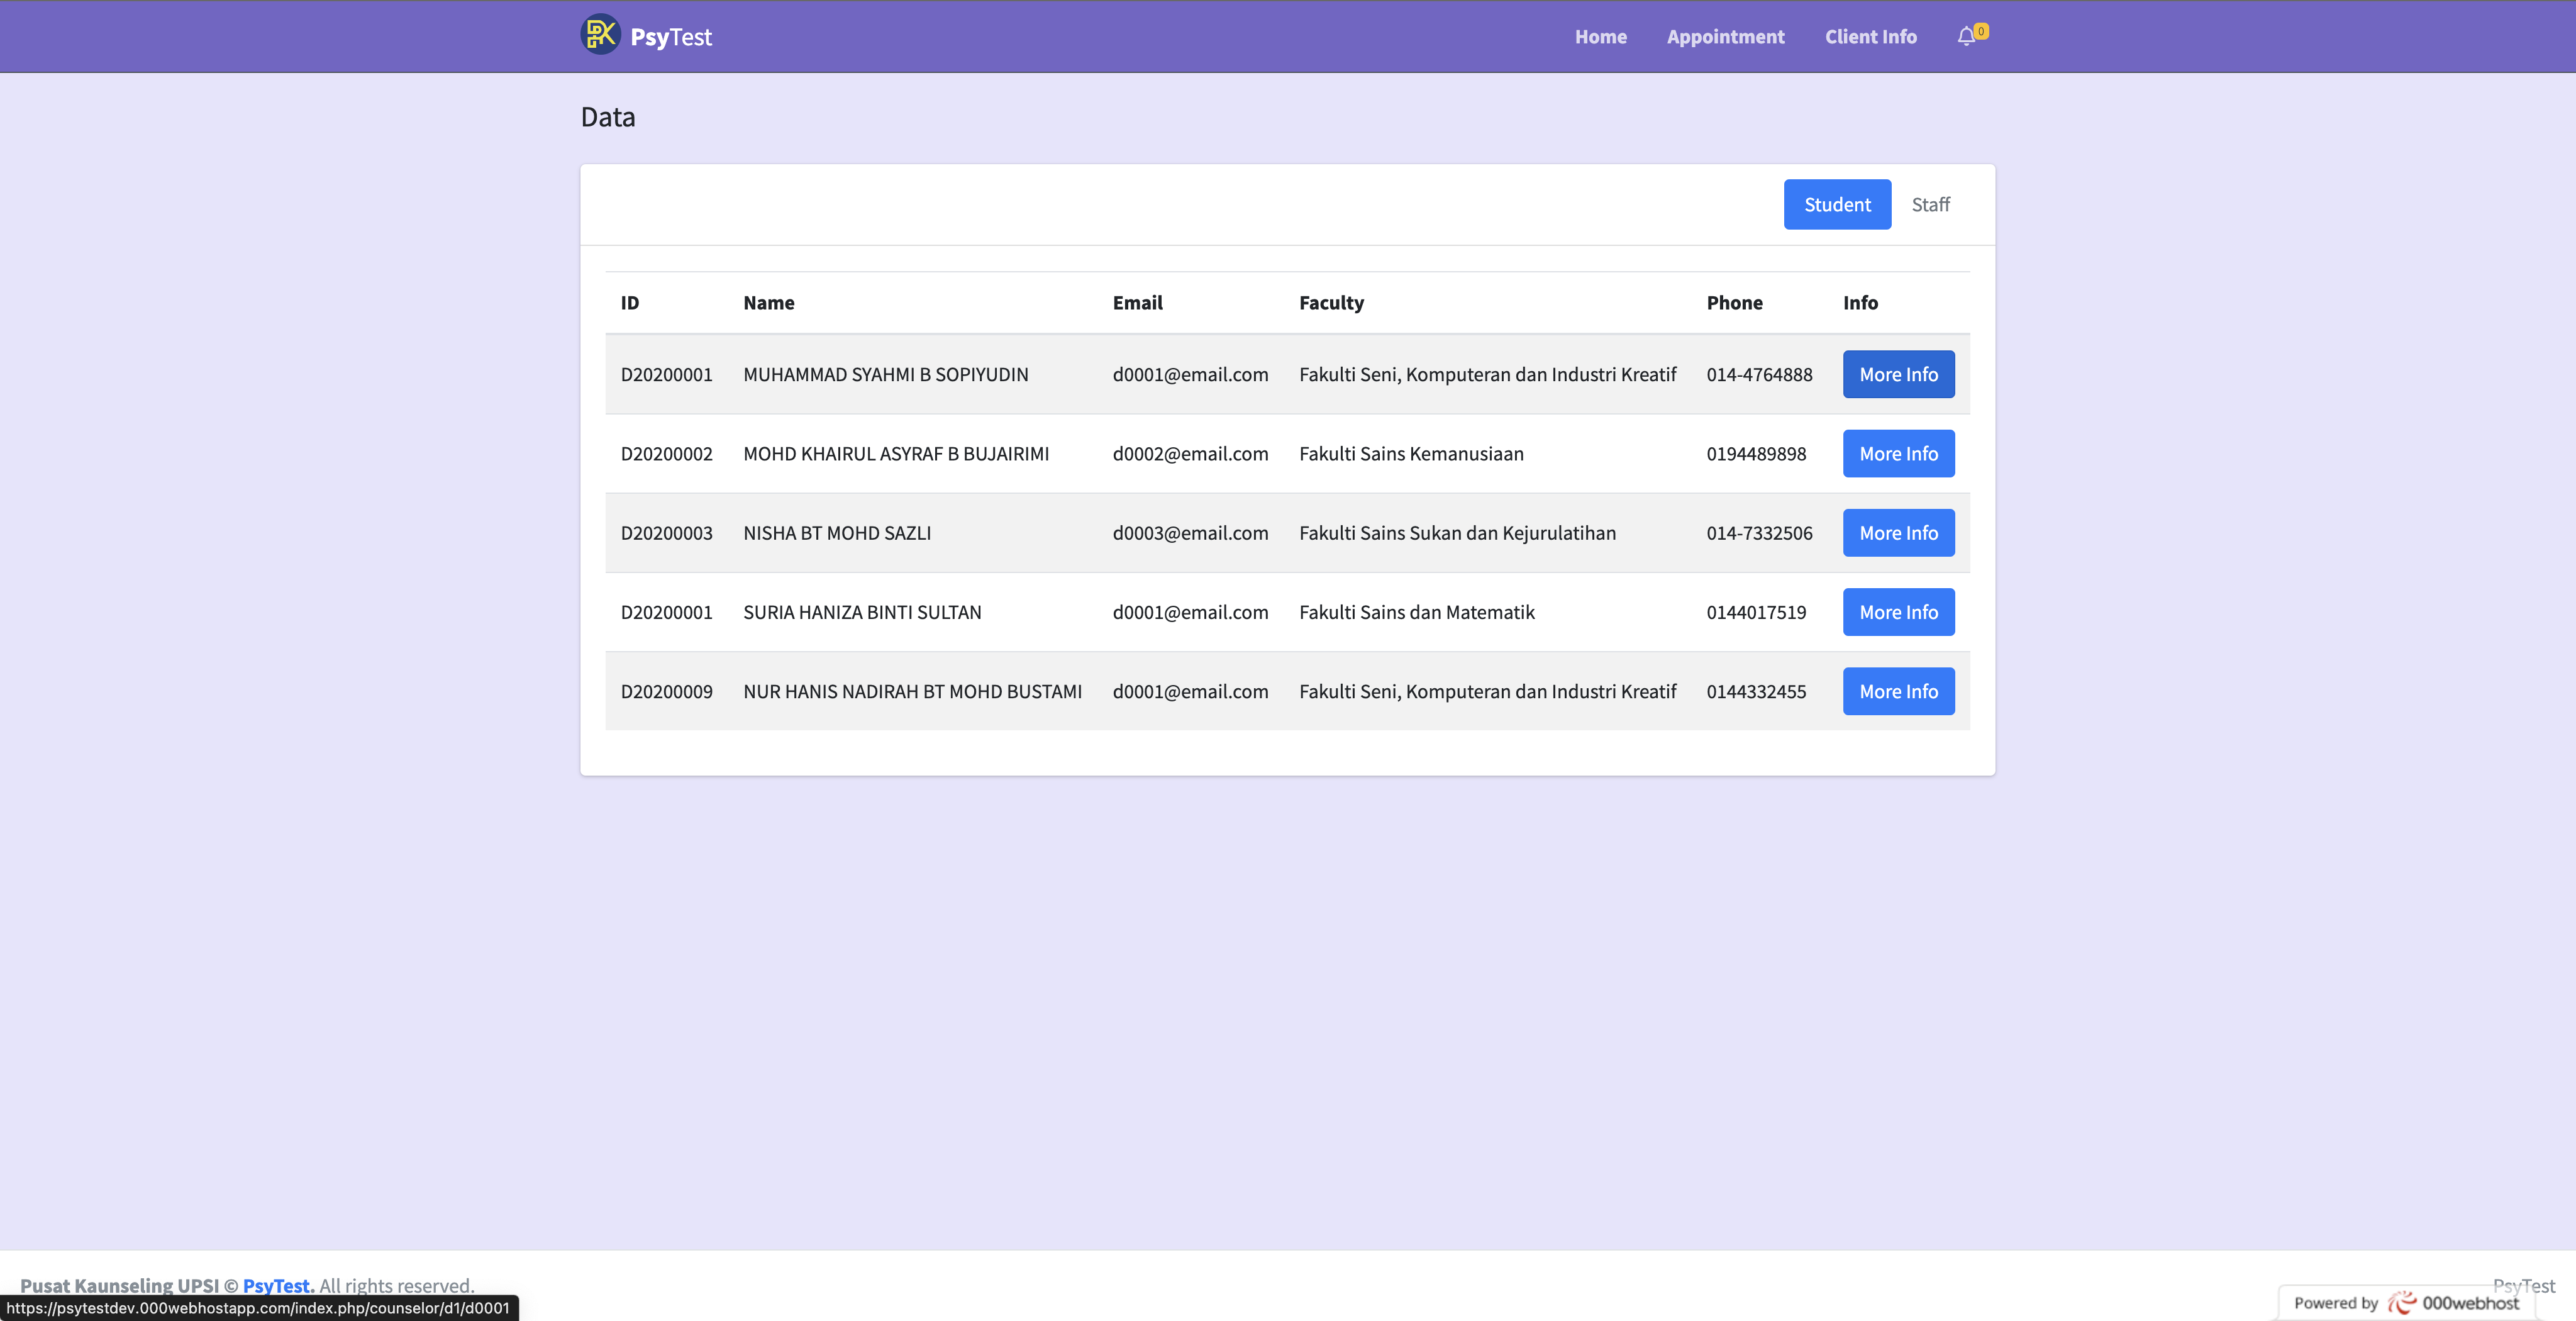 PsyTest Home Appointment Client Info 0
Data
Student Staff
ID Name Email Faculty Phone Info
D20200001 MUHAMMAD SYAHMI B SOPIYUDIN d0001@email.com Fakulti Seni, Komputeran dan Industri Kreatif 014-4764888 More Info
D20200002 MOHD KHAIRUL ASYRAF B BUJAIRIMI d0002@email.com Fakulti Sains Kemanusiaan 0194489898 More Info
D20200003 NISHA BT MOHD SAZLI d0003@email.com Fakulti Sains Sukan dan Kejurulatihan 014-7332506 More Info
D20200001 SURIA HANIZA BINTI SULTAN d0001@email.com Fakulti Sains dan Matematik 0144017519 More Info
D20200009 NUR HANIS NADIRAH BT MOHD BUSTAMI d0001@email.com Fakulti Seni, Komputeran dan Industri Kreatif 0144332455 More Info
Pusat Kaunseling UPSI © PsyTest. All rights reserved. PsyTest
https://psytestdev.000webhostapp.com/index.php/counselor/d1/d0001 Powered by 000webhost